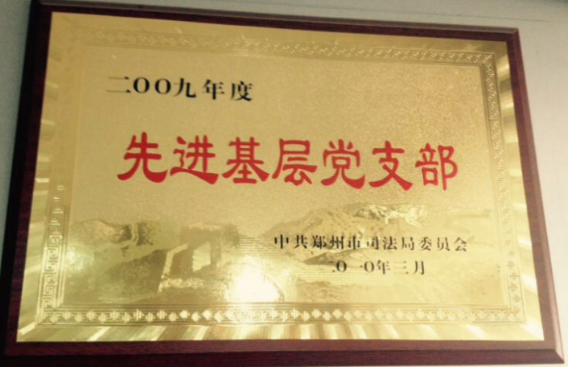 二OO九年度
先进基层党支部
中共郑州市司法局委员会
二O一O年三月